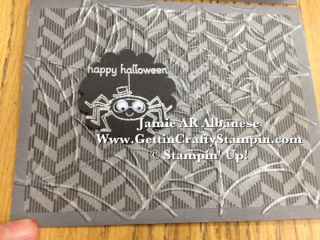 happy halloween
Jamie AR Albanese
Www.GettinCraftyStampin.com
© Stampin' Up!